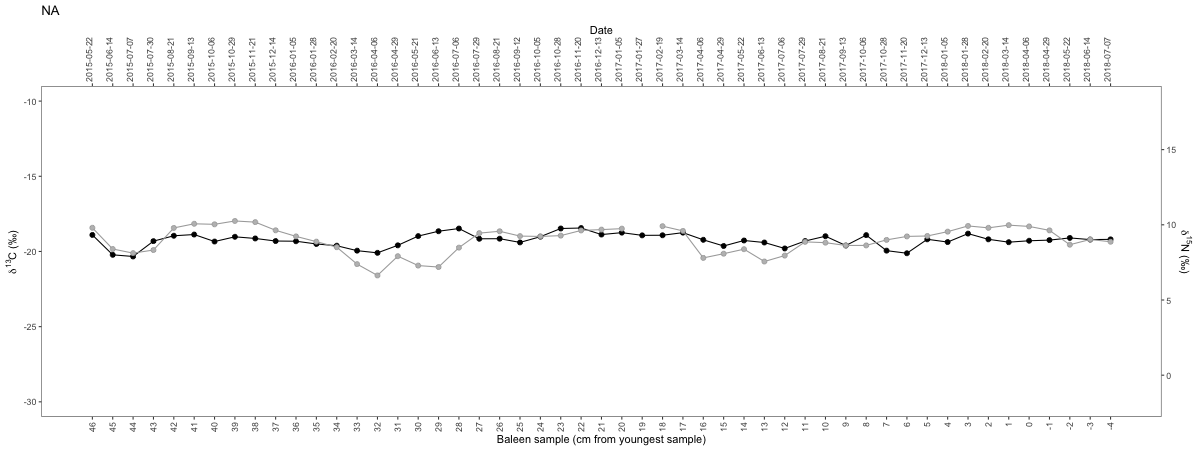 NA
Date
2015-05-22 2015-06-14 2015-07-07 2015-07-30 2015-08-21 2015-09-13 2015-10-06 2015-10-29 2015-11-21 2015-12-14 2016-01-05 2016-01-28 2016-02-20 2016-03-14 2016-04-06 2016-04-29 2016-05-21 2016-06-13 2016-07-06 2016-07-29 2016-08-21 2016-09-12 2016-10-05 2016-10-28 2016-11-20 2016-12-13 2017-01-05 2017-01-27 2017-02-19 2017-03-14 2017-04-06 2017-04-29 2017-05-22 2017-06-13 2017-07-06 2017-07-29 2017-08-21 2017-09-13 2017-10-06 2017-10-28 2017-11-20 2017-12-13 2018-01-05 2018-01-28 2018-02-20 2018-03-14 2018-04-06 2018-04-29 2018-05-22 2018-06-14 2018-07-07
-10
-15
-20
-25
-30
δ 13C (‰)
15
10
5
0
δ 15N (‰)
46 45 44 43 42 41 40 39 38 37 36 35 34 33 32 31 30 29 28 27 26 25 24 23 22 21 20 19 18 17 16 15 14 13 12 11 10 9 8 7 6 5 4 3 2 1 0 -1 -2 -3 -4
Baleen sample (cm from youngest sample)